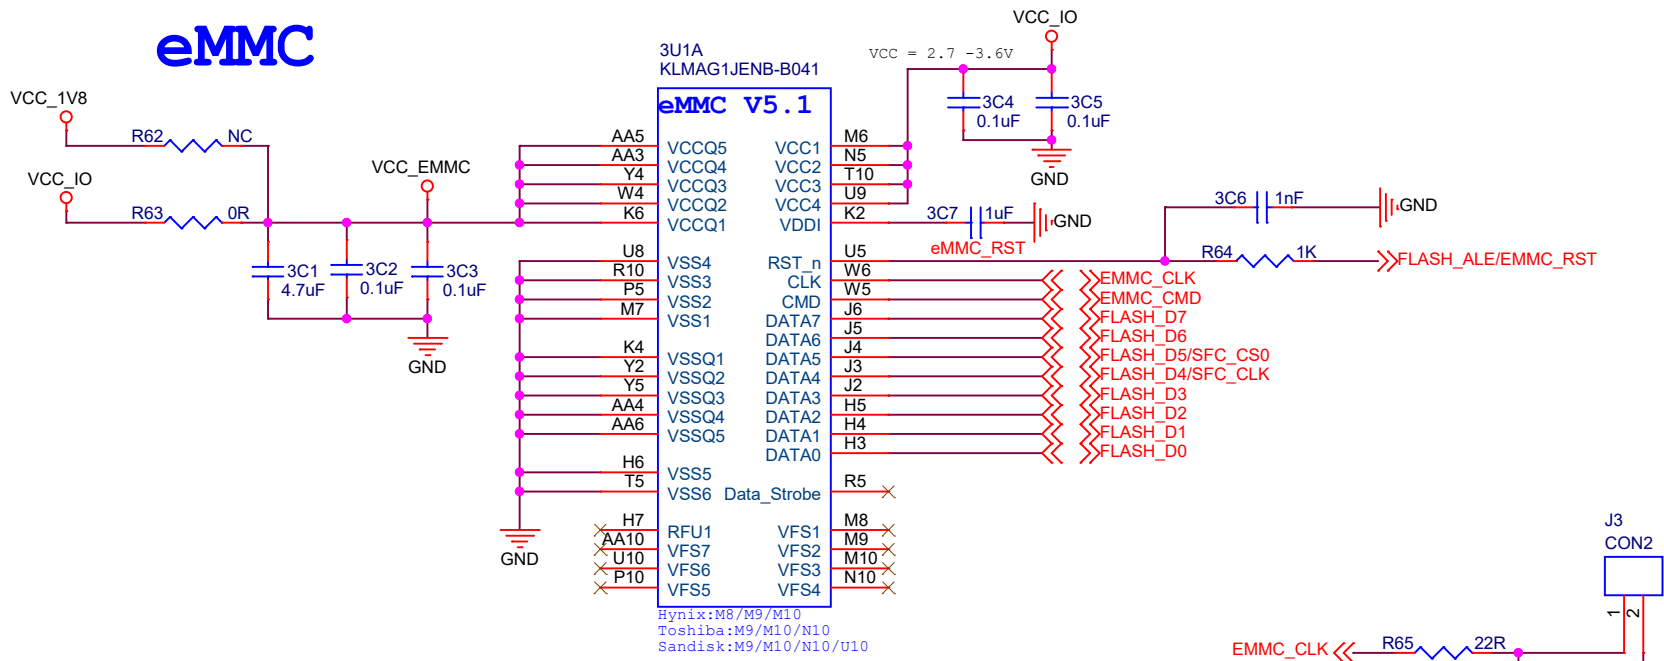 eMMC
VCC_1V8
R62 NC
VCC_IO
R63 0R
VCC_EMMC
3C1
4.7uF
3C2
0.1uF
3C3
0.1uF
GND
3U1A
KLMAG1JENB-B041
eMMC V5.1
AA5 VCCQ5
AA3 VCCQ4
Y4 VCCQ3
W4 VCCQ2
K6 VCCQ1
U8 VSS4
R10 VSS3
P5 VSS2
M7 VSS1
K4 VSSQ1
Y2 VSSQ2
Y5 VSSQ3
AA4 VSSQ4
AA6 VSSQ5
H6 VSS5
T5 VSS6
GND
H7 RFU1
AA10 VFS7
U10 VFS6
P10 VFS5
VCC1 M6
VCC2 N5
VCC3 T10
VCC4 U9
VDDI K2
RST_n U5
CLK W6
CMD W5
DATA7 J6
DATA6 J5
DATA5 J4
DATA4 J3
DATA3 J2
DATA2 H5
DATA1 H4
DATA0 H3
Data_Strobe R5
VFS1 M8
VFS2 M9
VFS3 M10
VFS4 N10
Hynix:M8/M9/M10
Toshiba:M9/M10/N10
Sandisk:M9/M10/N10/U10
VCC = 2.7 -3.6V
VCC_IO
3C4
0.1uF
3C5
0.1uF
GND
3C7 1uF
GND
eMMC_RST
3C6 1nF
GND
R64 1K
FLASH_ALE/EMMC_RST
EMMC_CLK
EMMC_CMD
FLASH_D7
FLASH_D6
FLASH_D5/SFC_CS0
FLASH_D4/SFC_CLK
FLASH_D3
FLASH_D2
FLASH_D1
FLASH_D0
J3
CON2
1
2
EMMC_CLK
R65 22R